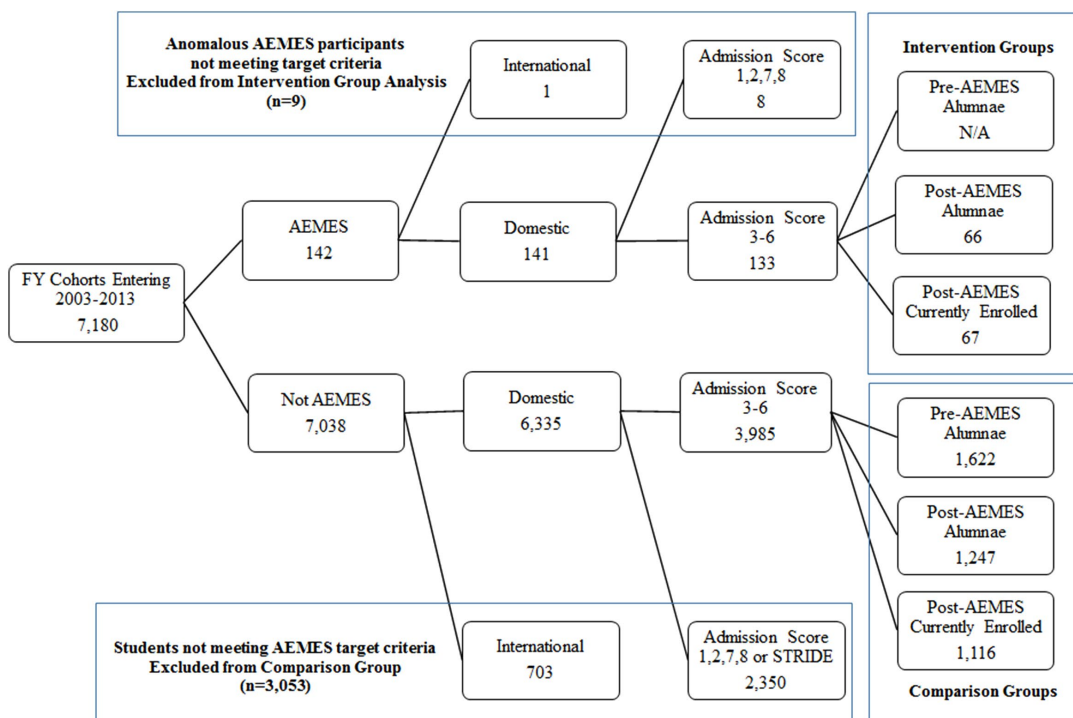 Anomalous AEMES participants
not meeting target criteria
Excluded from Intervention Group Analysis
(n=9)
International
1
Admission Score
1,2,7,8
8
Intervention Groups
Pre-AEMES
Alumnae
N/A
Post-AEMES
Alumnae
66
Post-AEMES
Currently Enrolled
67
AEMES
142
Domestic
141
Admission Score
3-6
133
FY Cohorts Entering
2003-2013
7,180
Not AEMES
7,038
Domestic
6,335
Admission Score
3-6
3,985
Pre-AEMES
Alumnae
1,622
Post-AEMES
Alumnae
1,247
Post-AEMES
Currently Enrolled
1,116
Comparison Groups
Students not meeting AEMES target criteria
Excluded from Comparison Group
(n=3,053)
International
703
Admission Score
1,2,7,8 or STRIDE
2,350